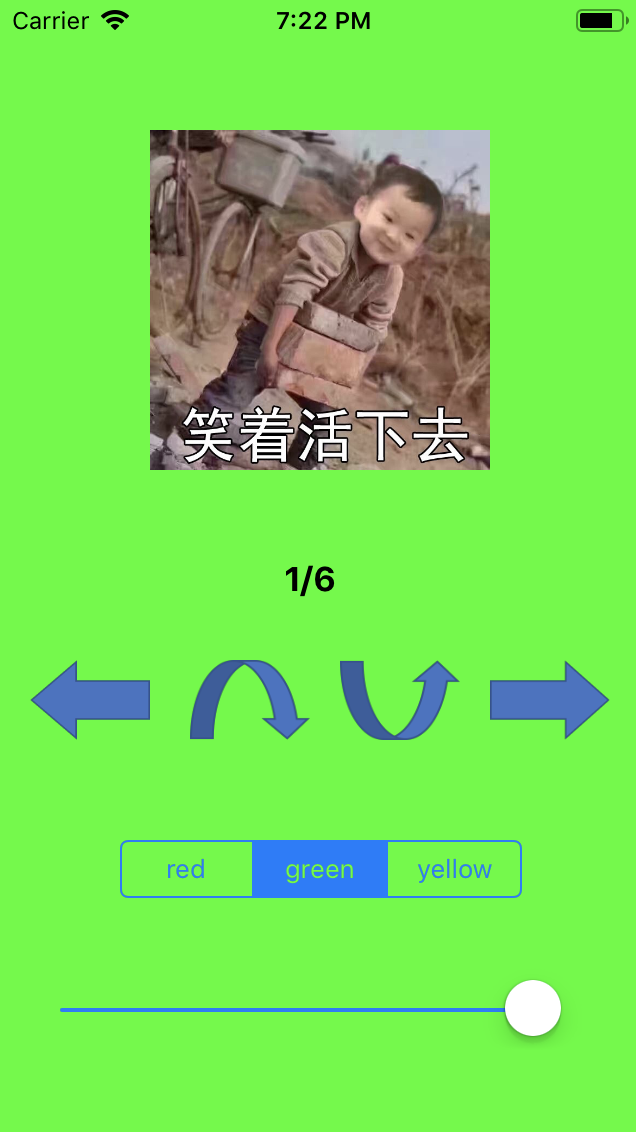 Carrier 7:22 PM
笑着活下去
1/6
red green yellow